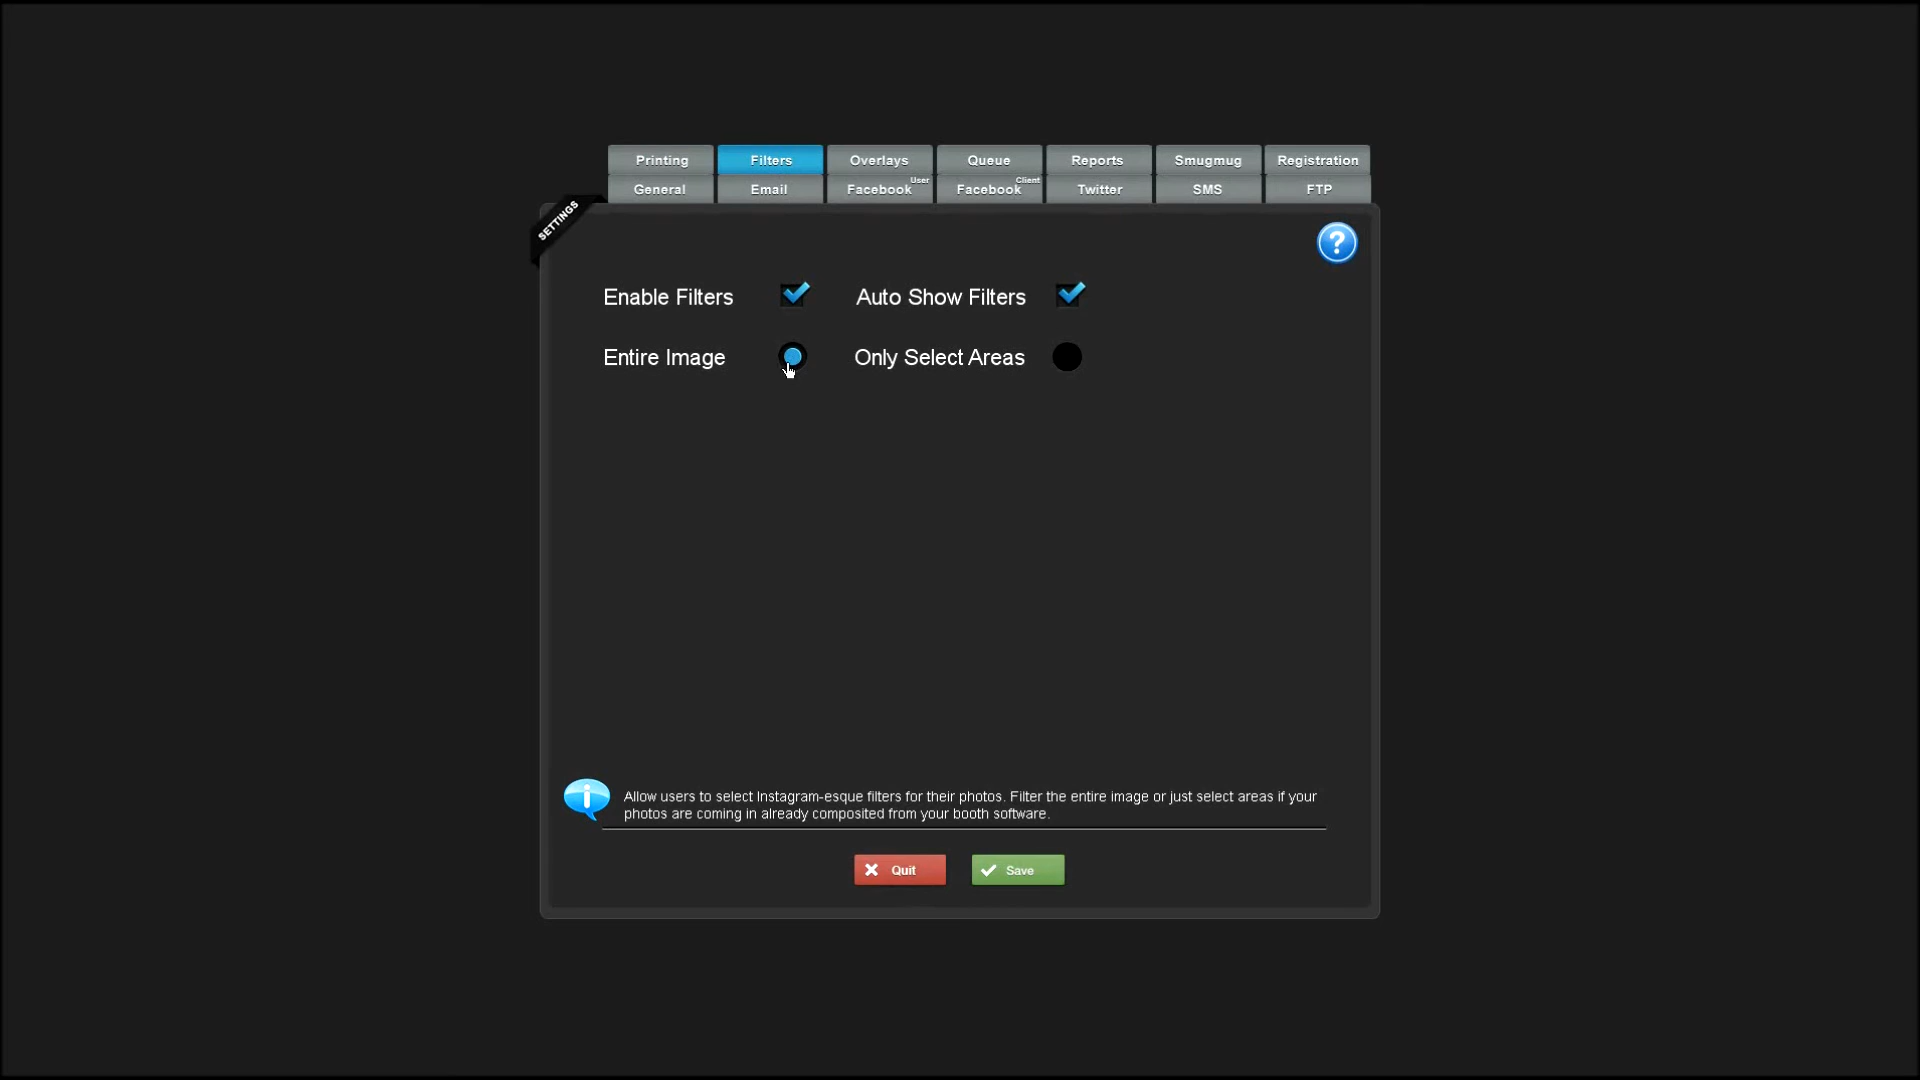 Printing Filters Overlays Queue Reports Smugmug Registration
General Email Facebook User Facebook Client Twitter SMS FTP
SETTINGS
?
Enable Filters Auto Show Filters
Entire Image Only Select Areas
i
Allow users to select Instagram-esque filters for their photos. Filter the entire image or just select areas if your
photos are coming in already composited from your booth software.
Quit Save